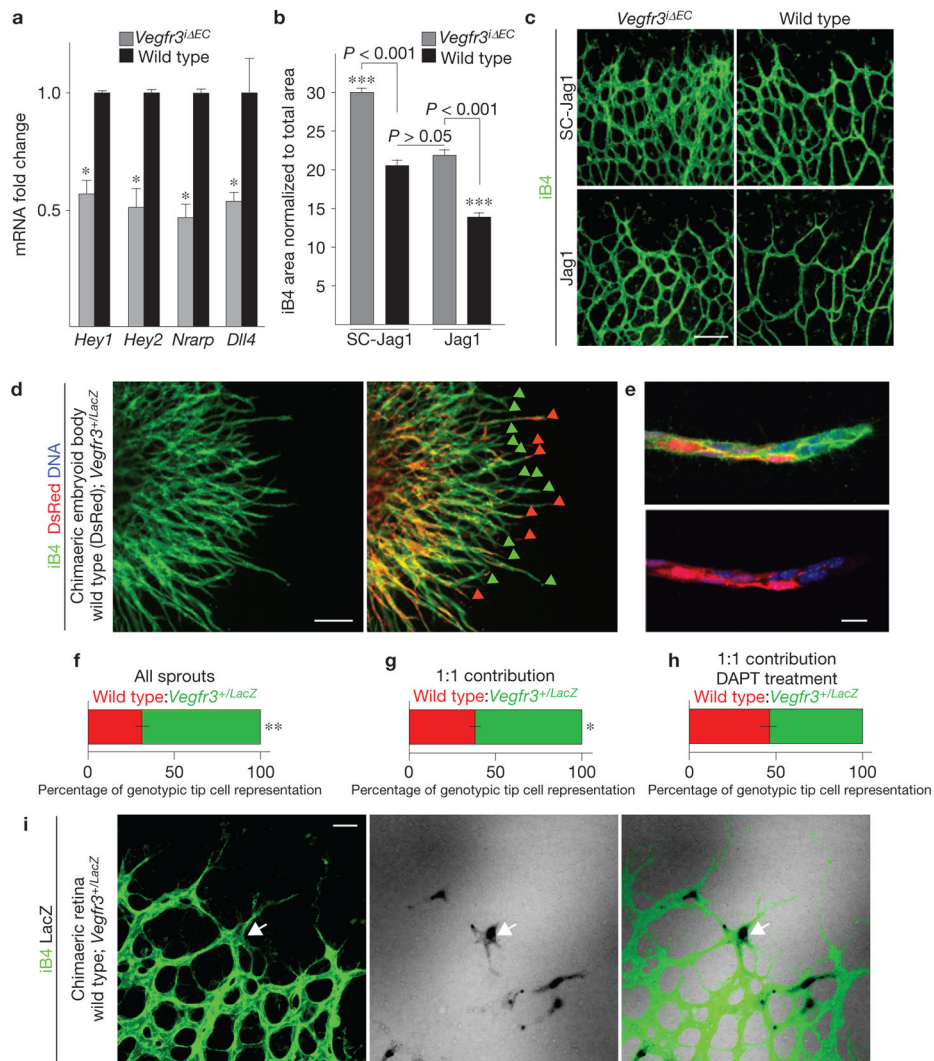 a
Vegfr3iΔEC
Wild type
mRNA fold change
1.0
0.5
*
*
*
*
Hey1 Hey2 Nrarp Dll4
b
Vegfr3iΔEC
Wild type
P < 0.001
***
P < 0.001
P > 0.05
***
iB4 area normalized to total area
30
25
20
15
10
5
SC-Jag1 Jag1
c
Vegfr3iΔEC Wild type
iB4
SC-Jag1
Jag1
d
iB4 DsRed DNA
Chimaeric embryoid body
wild type (DsRed); Vegfr3+/LacZ
e
f
All sprouts
Wild type:Vegfr3+/LacZ
**
0 50 100
Percentage of genotypic tip cell representation
g
1:1 contribution
Wild type:Vegfr3+/LacZ
*
0 50 100
Percentage of genotypic tip cell representation
h
1:1 contribution
DAPT treatment
Wild type:Vegfr3+/LacZ
0 50 100
Percentage of genotypic tip cell representation
i
iB4 LacZ
Chimaeric retina
wild type; Vegfr3+/LacZ